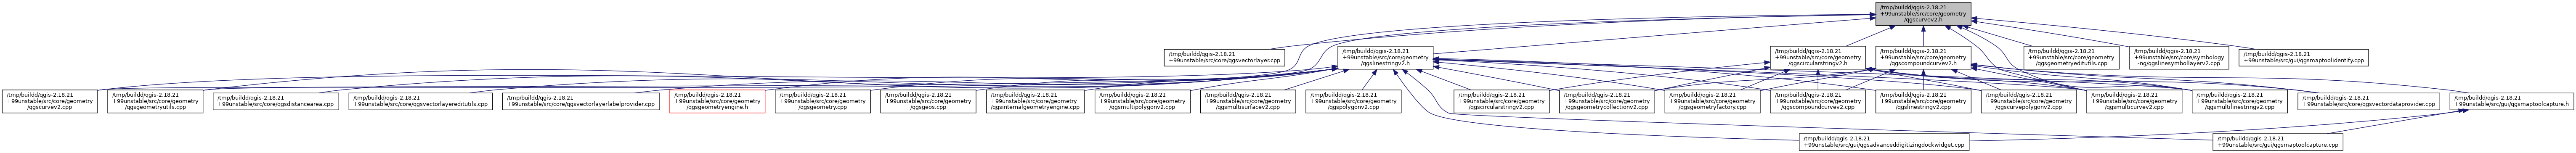 /tmp/buildd/qgis-2.18.21
+99unstable/src/core/geometry
/qgscurvev2.h
/tmp/buildd/qgis-2.18.21
+99unstable/src/core/qgsvectorlayer.cpp
/tmp/buildd/qgis-2.18.21
+99unstable/src/core/geometry
/qgslinestringv2.h
/tmp/buildd/qgis-2.18.21
+99unstable/src/core/geometry
/qgscircularstringv2.h
/tmp/buildd/qgis-2.18.21
+99unstable/src/core/geometry
/qgscompoundcurvev2.h
/tmp/buildd/qgis-2.18.21
+99unstable/src/core/geometry
/qgsgeometryeditutils.cpp
/tmp/buildd/qgis-2.18.21
+99unstable/src/core/symbology
-ng/qgslinesymbollayerv2.cpp
/tmp/buildd/qgis-2.18.21
+99unstable/src/gui/qgsmaptoolidentify.cpp
/tmp/buildd/qgis-2.18.21
+99unstable/src/core/geometry
/qgscurvev2.cpp
/tmp/buildd/qgis-2.18.21
+99unstable/src/core/geometry
/qgsgeometryutils.cpp
/tmp/buildd/qgis-2.18.21
+99unstable/src/core/qgsdistancearea.cpp
/tmp/buildd/qgis-2.18.21
+99unstable/src/core/qgsvectorlayereditutils.cpp
/tmp/buildd/qgis-2.18.21
+99unstable/src/core/qgsvectorlayerlabelprovider.cpp
/tmp/buildd/qgis-2.18.21
+99unstable/src/core/geometry
/qgsgeometryengine.h
/tmp/buildd/qgis-2.18.21
+99unstable/src/core/geometry
/qgsgeometry.cpp
/tmp/buildd/qgis-2.18.21
+99unstable/src/core/geometry
/qgsgeos.cpp
/tmp/buildd/qgis-2.18.21
+99unstable/src/core/geometry
/qgsinternalgeometryengine.cpp
/tmp/buildd/qgis-2.18.21
+99unstable/src/core/geometry
/qgsmultipolygonv2.cpp
/tmp/buildd/qgis-2.18.21
+99unstable/src/core/geometry
/qgsmultisurfacev2.cpp
/tmp/buildd/qgis-2.18.21
+99unstable/src/core/geometry
/qgspolygonv2.cpp
/tmp/buildd/qgis-2.18.21
+99unstable/src/core/geometry
/qgscircularstringv2.cpp
/tmp/buildd/qgis-2.18.21
+99unstable/src/core/geometry
/qgsgeometrycollectionv2.cpp
/tmp/buildd/qgis-2.18.21
+99unstable/src/core/geometry
/qgsgeometryfactory.cpp
/tmp/buildd/qgis-2.18.21
+99unstable/src/core/geometry
/qgscompoundcurvev2.cpp
/tmp/buildd/qgis-2.18.21
+99unstable/src/core/geometry
/qgslinestringv2.cpp
/tmp/buildd/qgis-2.18.21
+99unstable/src/core/geometry
/qgscurvepolygonv2.cpp
/tmp/buildd/qgis-2.18.21
+99unstable/src/core/geometry
/qgsmulticurvev2.cpp
/tmp/buildd/qgis-2.18.21
+99unstable/src/core/geometry
/qgsmultilinestringv2.cpp
/tmp/buildd/qgis-2.18.21
+99unstable/src/core/qgsvectordataprovider.cpp
/tmp/buildd/qgis-2.18.21
+99unstable/src/gui/qgsmaptoolcapture.h
/tmp/buildd/qgis-2.18.21
+99unstable/src/gui/qgsadvanceddigitizingdockwidget.cpp
/tmp/buildd/qgis-2.18.21
+99unstable/src/gui/qgsmaptoolcapture.cpp